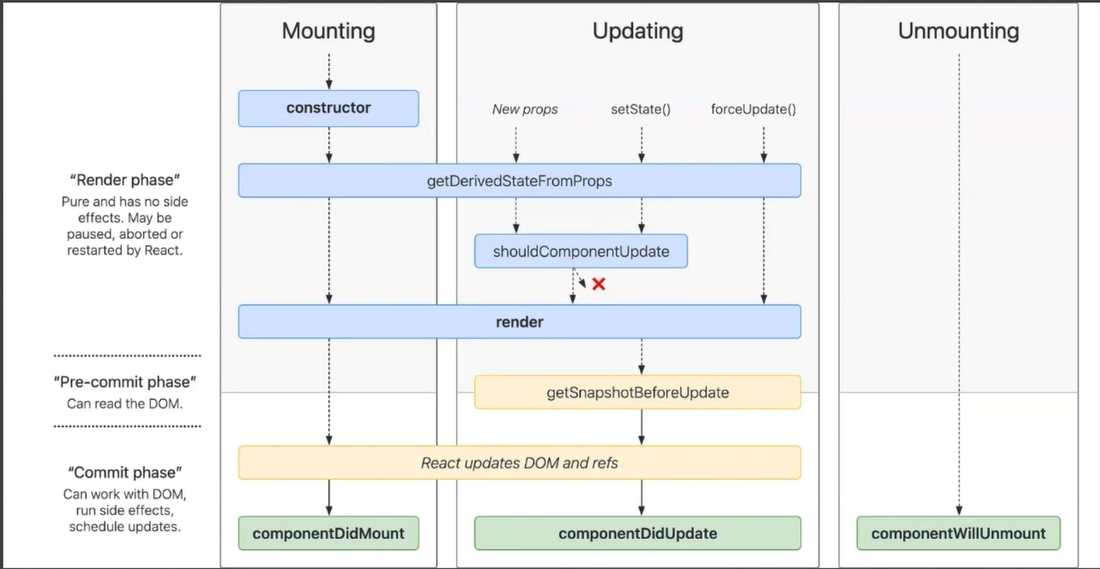 Mounting
Updating
Unmounting
constructor
New props
setState()
forceUpdate()
“Render phase”
Pure and has no side
effects. May be
paused, aborted or
restarted by React.
getDerivedStateFromProps
shouldComponentUpdate
render
“Pre-commit phase”
Can read the DOM.
getSnapshotBeforeUpdate
“Commit phase”
Can work with DOM,
run side effects,
schedule updates.
React updates DOM and refs
componentDidMount
componentDidUpdate
componentWillUnmount